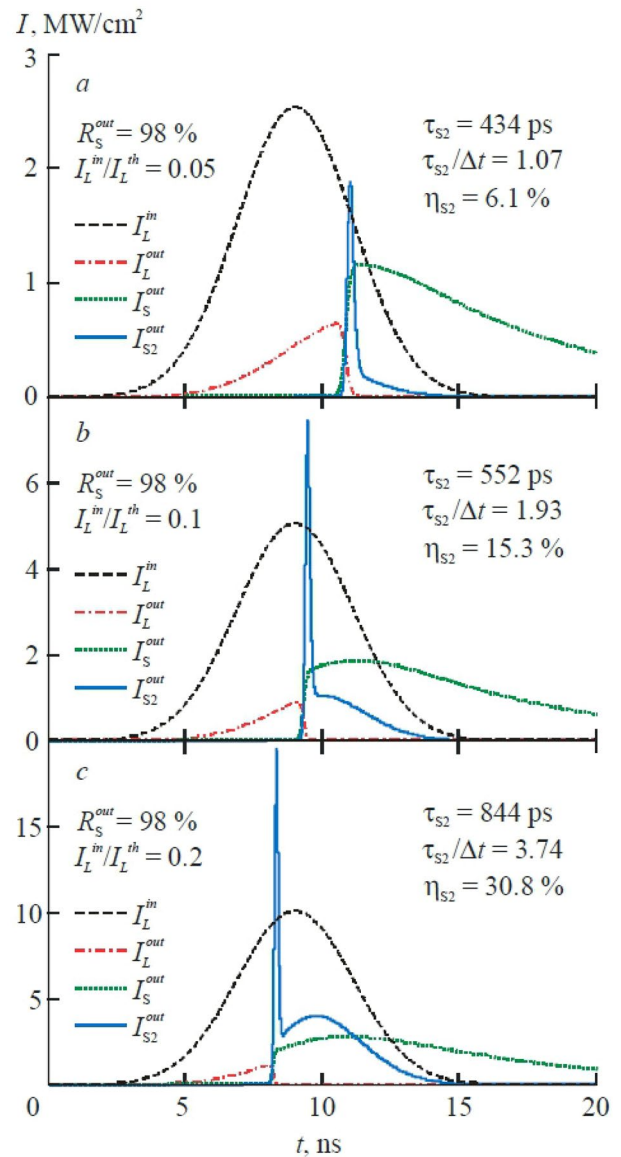 I, MW/cm²
3
a
R_S^out = 98 %
I_L^in/I_L^th = 0.05
τ_S2 = 434 ps
τ_S2/Δt = 1.07
η_S2 = 6.1 %
2
I_L^in
I_L^out
I_S^out
I_S2^out
1
0
b
6
R_S^out = 98 %
I_L^in/I_L^th = 0.1
τ_S2 = 552 ps
τ_S2/Δt = 1.93
η_S2 = 15.3 %
4
I_L^in
I_L^out
I_S^out
I_S2^out
2
0
c
15
R_S^out = 98 %
I_L^in/I_L^th = 0.2
τ_S2 = 844 ps
τ_S2/Δt = 3.74
η_S2 = 30.8 %
10
I_L^in
I_L^out
I_S^out
I_S2^out
5
0 5 10 15 20
t, ns